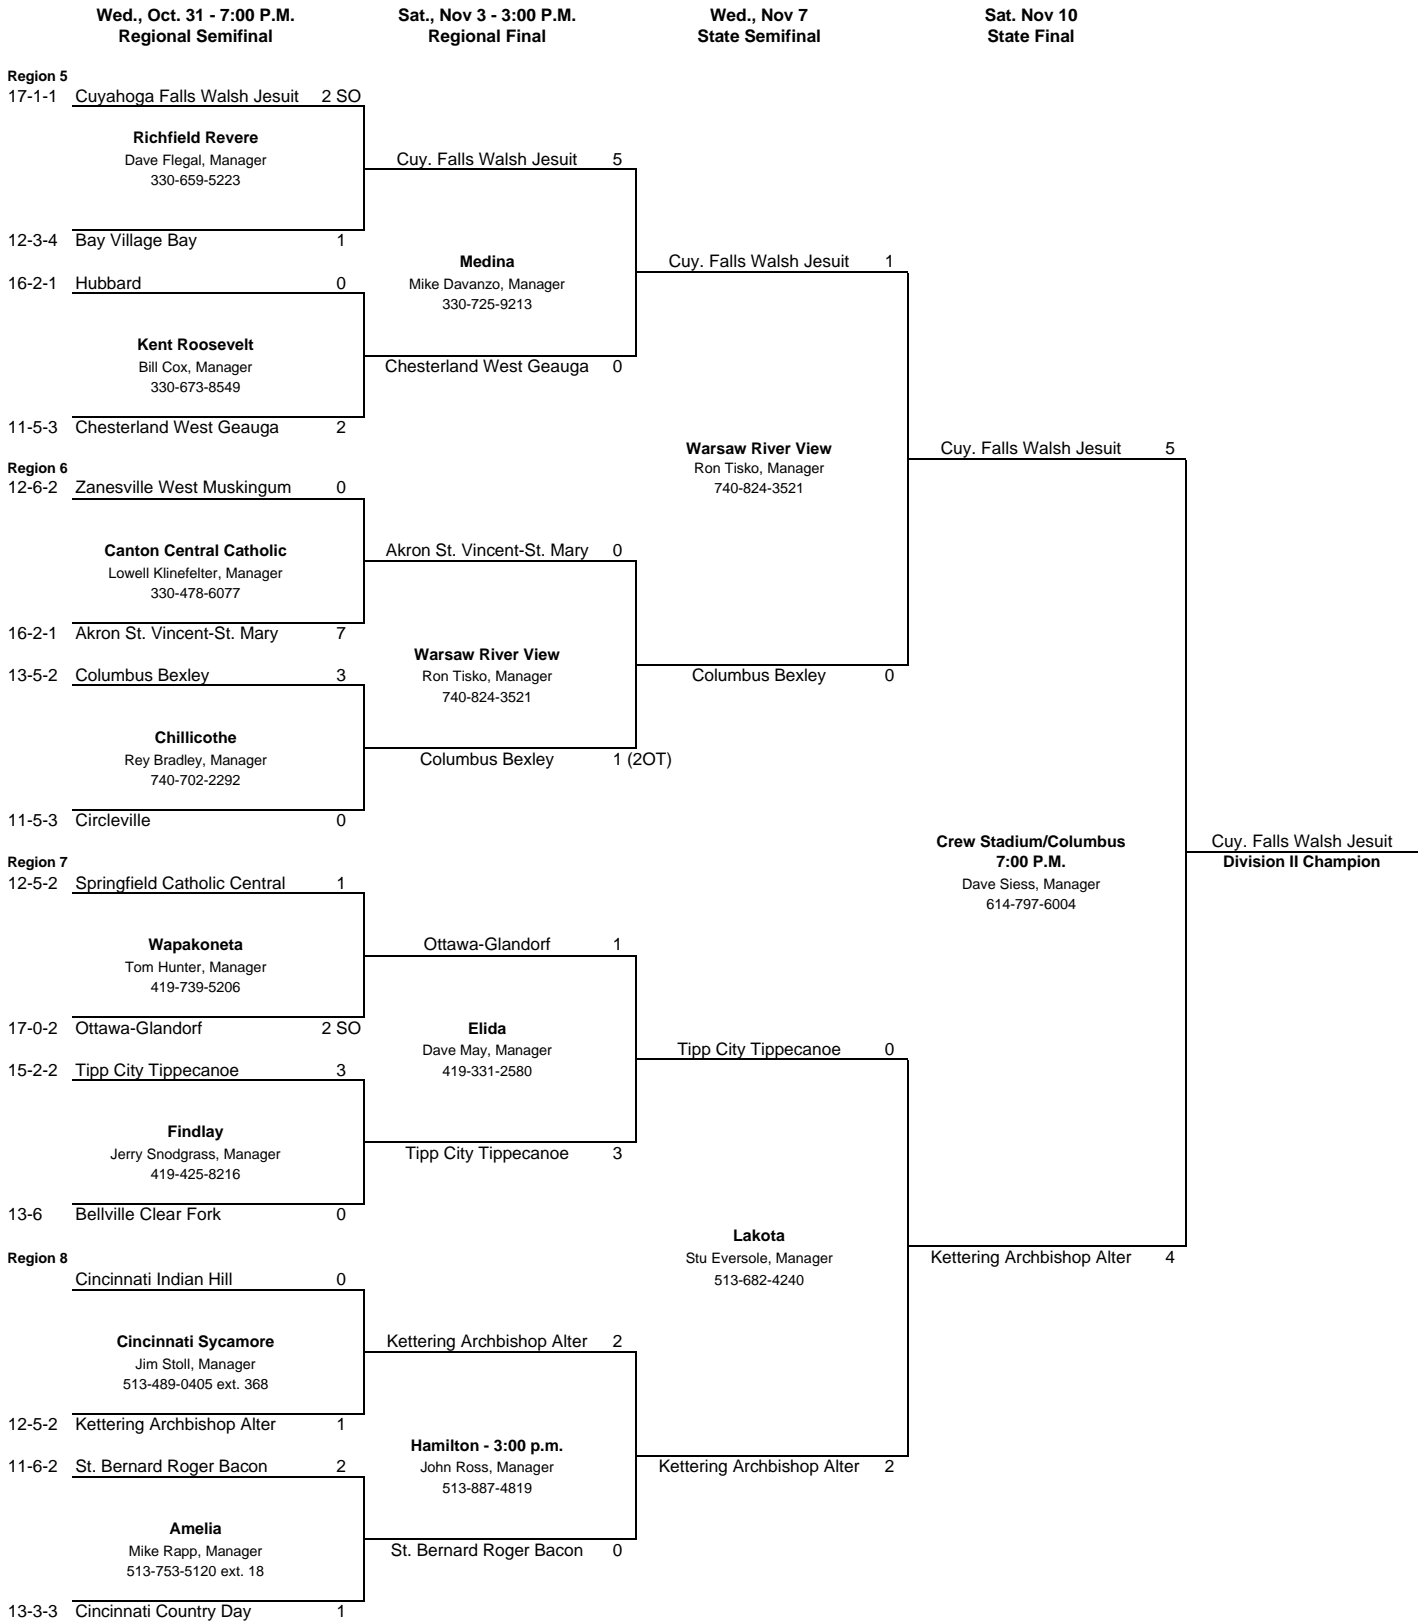 Wed., Oct. 31 - 7:00 P.M.
Regional Semifinal
Sat., Nov 3 - 3:00 P.M.
Regional Final
Wed., Nov 7
State Semifinal
Sat. Nov 10
State Final
Region 5
17-1-1 Cuyahoga Falls Walsh Jesuit 2 SO
Richfield Revere
Dave Flegal, Manager
330-659-5223
12-3-4 Bay Village Bay 1
16-2-1 Hubbard 0
Kent Roosevelt
Bill Cox, Manager
330-673-8549
11-5-3 Chesterland West Geauga 2
Region 6
12-6-2 Zanesville West Muskingum 0
Canton Central Catholic
Lowell Klinefelter, Manager
330-478-6077
16-2-1 Akron St. Vincent-St. Mary 7
13-5-2 Columbus Bexley 3
Chillicothe
Rey Bradley, Manager
740-702-2292
11-5-3 Circleville 0
Region 7
12-5-2 Springfield Catholic Central 1
Wapakoneta
Tom Hunter, Manager
419-739-5206
17-0-2 Ottawa-Glandorf 2 SO
15-2-2 Tipp City Tippecanoe 3
Findlay
Jerry Snodgrass, Manager
419-425-8216
13-6 Bellville Clear Fork 0
Region 8
Cincinnati Indian Hill 0
Cincinnati Sycamore
Jim Stoll, Manager
513-489-0405 ext. 368
12-5-2 Kettering Archbishop Alter 1
11-6-2 St. Bernard Roger Bacon 2
Amelia
Mike Rapp, Manager
513-753-5120 ext. 18
13-3-3 Cincinnati Country Day 1
Cuy. Falls Walsh Jesuit 5
Medina
Mike Davanzo, Manager
330-725-9213
Chesterland West Geauga 0
Akron St. Vincent-St. Mary 0
Warsaw River View
Ron Tisko, Manager
740-824-3521
Columbus Bexley 1 (2OT)
Ottawa-Glandorf 1
Elida
Dave May, Manager
419-331-2580
Tipp City Tippecanoe 3
Kettering Archbishop Alter 2
Hamilton - 3:00 p.m.
John Ross, Manager
513-887-4819
St. Bernard Roger Bacon 0
Cuy. Falls Walsh Jesuit 1
Warsaw River View
Ron Tisko, Manager
740-824-3521
Columbus Bexley 0
Tipp City Tippecanoe 0
Lakota
Stu Eversole, Manager
513-682-4240
Kettering Archbishop Alter 2
Cuy. Falls Walsh Jesuit 5
Crew Stadium/Columbus
7:00 P.M.
Dave Siess, Manager
614-797-6004
Kettering Archbishop Alter 4
Cuy. Falls Walsh Jesuit
Division II Champion